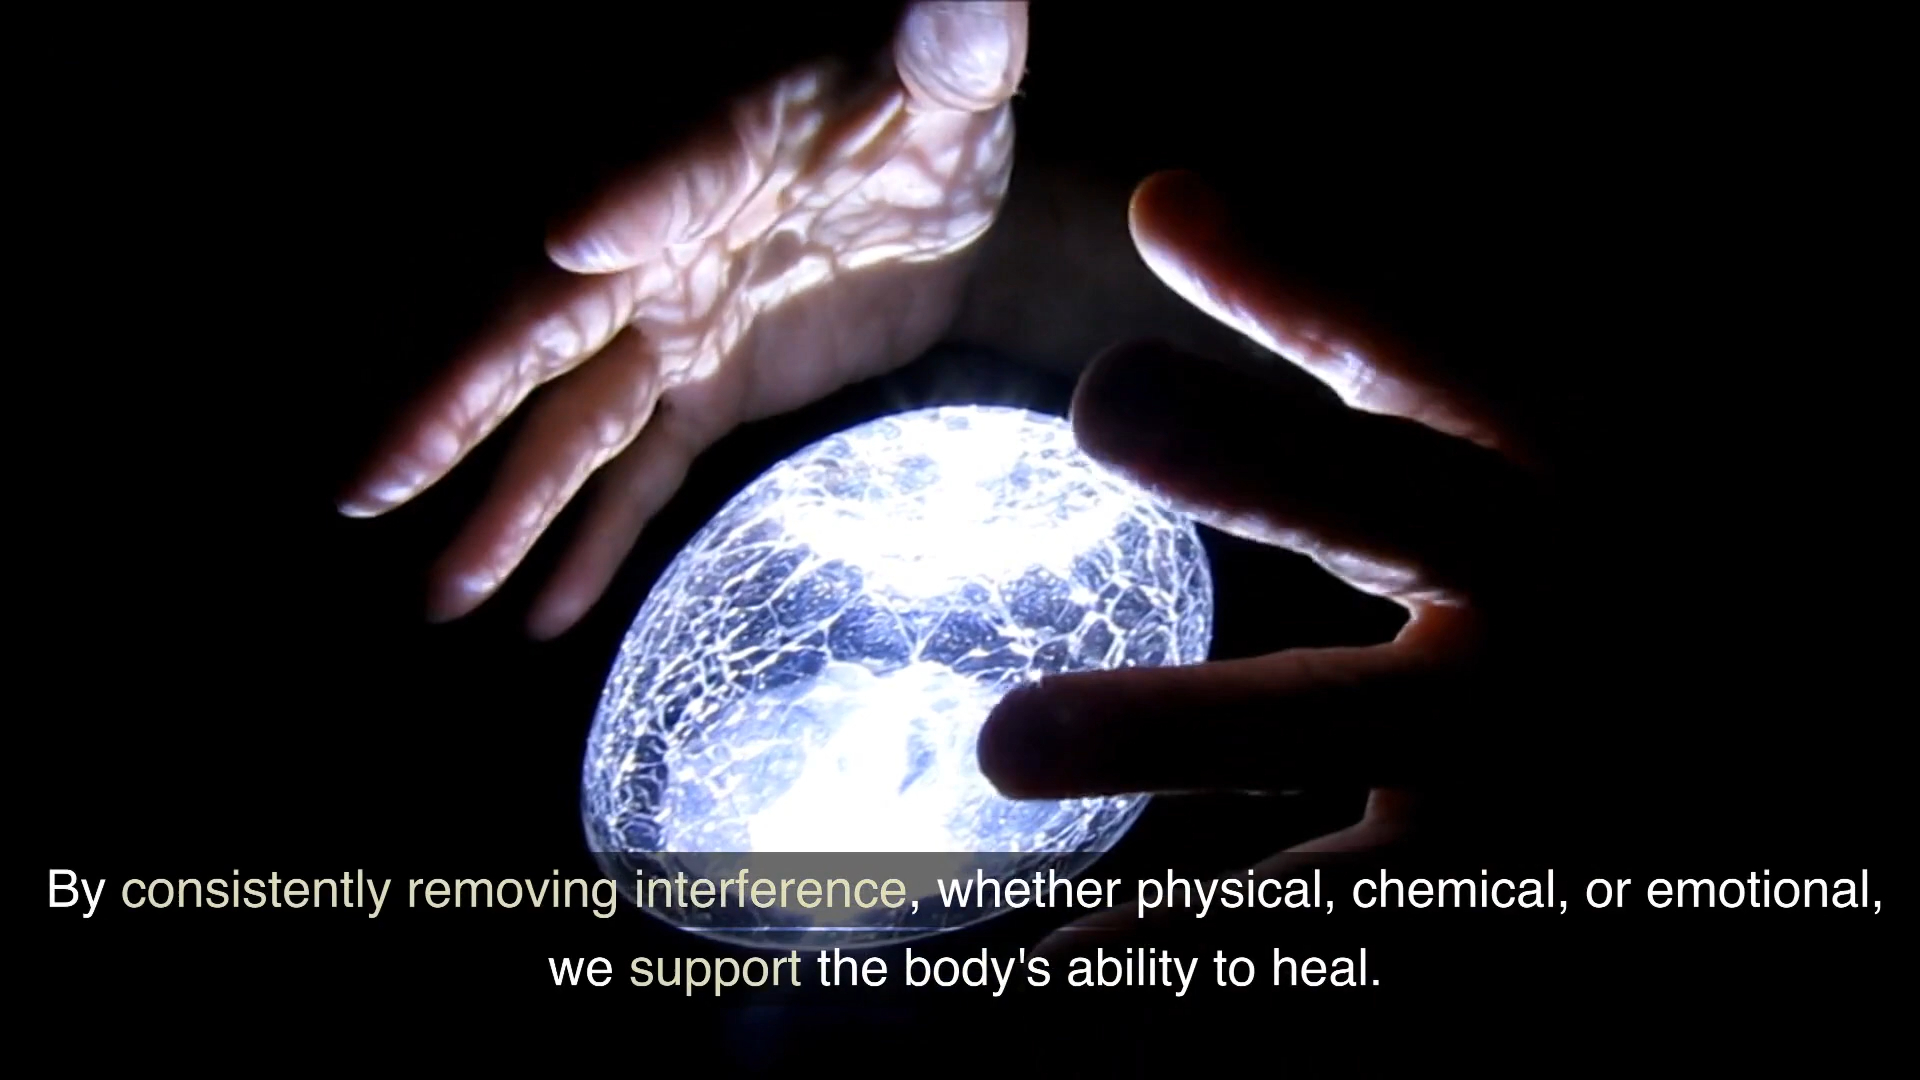 By consistently removing interference, whether physical, chemical, or emotional,
we support the body's ability to heal.